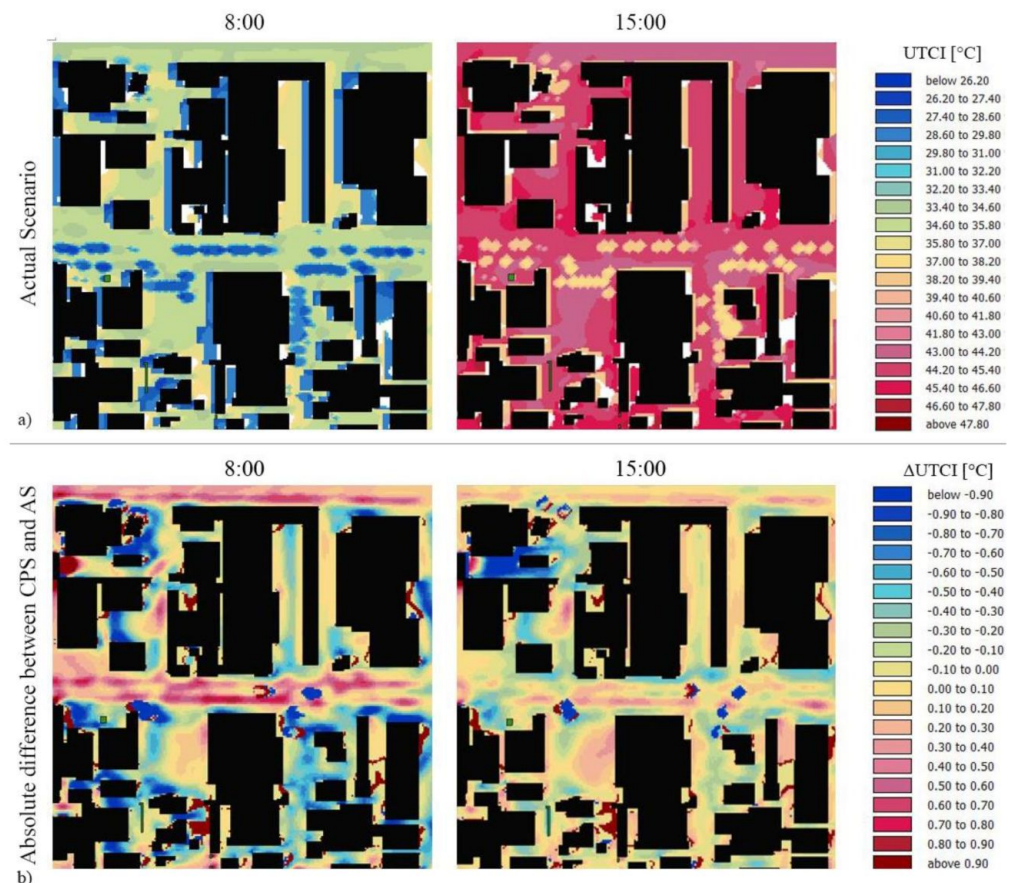 a)
8:00
15:00
Actual Scenario
UTCI [°C]
below 26.20
26.20 to 27.40
27.40 to 28.60
28.60 to 29.80
29.80 to 31.00
31.00 to 32.20
32.20 to 33.40
33.40 to 34.60
34.60 to 35.80
35.80 to 37.00
37.00 to 38.20
38.20 to 39.40
39.40 to 40.60
40.60 to 41.80
41.80 to 43.00
43.00 to 44.20
44.20 to 45.40
45.40 to 46.60
46.60 to 47.80
above 47.80
a)
8:00
15:00
Absolute difference between CPS and AS
ΔUTCI [°C]
below -0.90
-0.90 to -0.80
-0.80 to -0.70
-0.70 to -0.60
-0.60 to -0.50
-0.50 to -0.40
-0.40 to -0.30
-0.30 to -0.20
-0.20 to -0.10
-0.10 to 0.00
0.00 to 0.10
0.10 to 0.20
0.20 to 0.30
0.30 to 0.40
0.40 to 0.50
0.50 to 0.60
0.60 to 0.70
0.70 to 0.80
0.80 to 0.90
above 0.90
b)